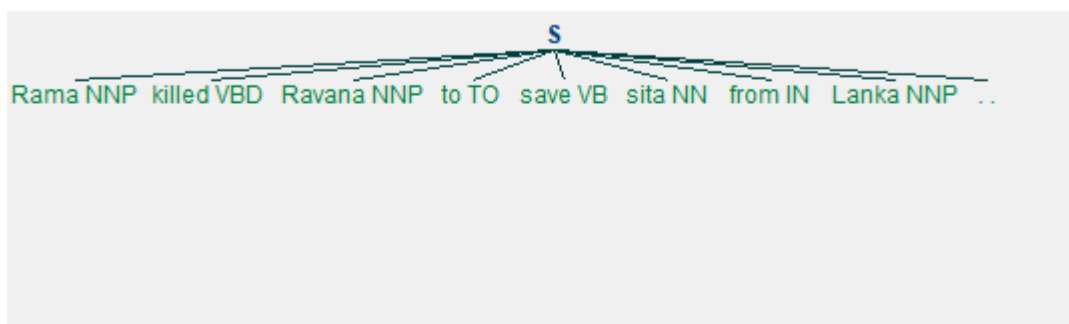 S
Rama NNP killed VBD Ravana NNP to TO save VB sita NN from IN Lanka NNP . .